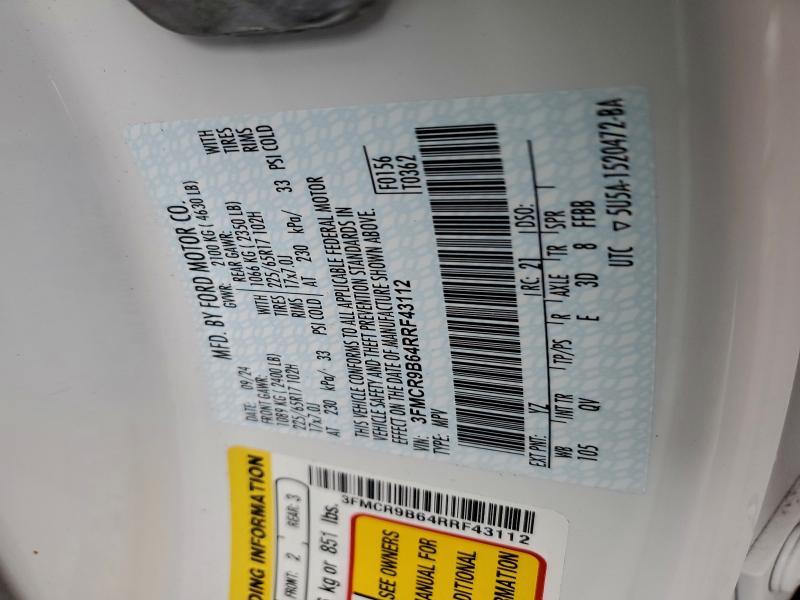 MFD. BY FORD MOTOR CO.
DATE: 09/24 GVWR: 2100 KG ( 4630 LB)
FRONT GAWR: REAR GAWR: WITH
1089 KG ( 2400 LB) WITH 1066 KG ( 2350 LB) TIRES
225/65R17 102H TIRES 225/65R17 102H RIMS
17x7.0J RIMS 17x7.0J
AT 230 kPa/ 33 PSI COLD AT 230 kPa/ 33 PSI COLD
THIS VEHICLE CONFORMS TO ALL APPLICABLE FEDERAL MOTOR
VEHICLE SAFETY AND THEFT PREVENTION STANDARDS IN
EFFECT ON THE DATE OF MANUFACTURE SHOWN ABOVE.
VIN: 3FMCR9B64RRF43112 F0156
TYPE: MPV T0362
EXT PNT: YZ RC: 21 DSO:
WB INT TR TP/PS R AXLE TR SPR
105 QV E 3D 8 FFBB
UTC ▽ 5U5A-1520472-BA
DING INFORMATION
FRONT: 2 REAR: 3
kg or 851 lbs.
3FMCR9B64RRF43112
SEE OWNERS
ANUAL FOR
DITIONAL
ORMATION